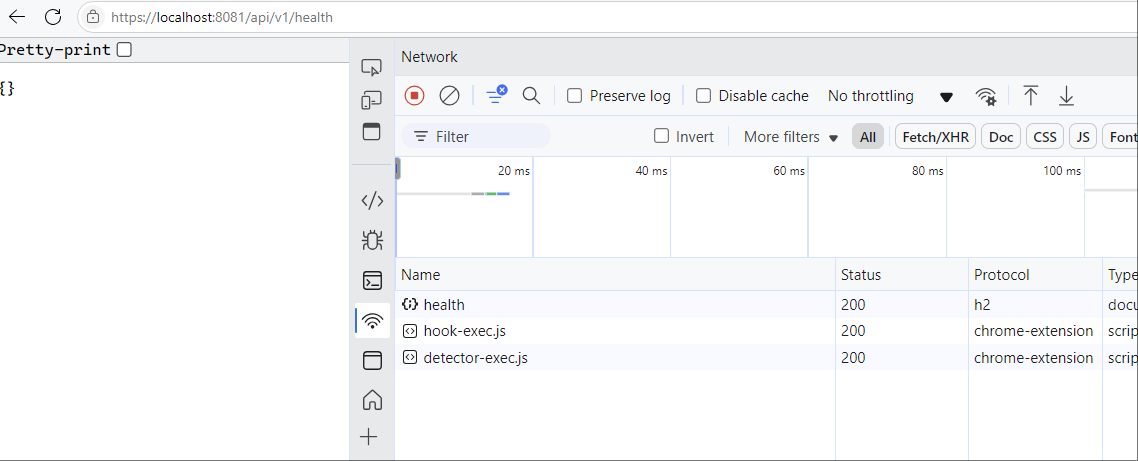 https://localhost:8081/api/v1/health
Pretty-print
{}
Network
Preserve log
Disable cache
No throttling
Filter
Invert
More filters
All
Fetch/XHR
Doc
CSS
JS
Font
20 ms
40 ms
60 ms
80 ms
100 ms
Name Status Protocol Type
health 200 h2 docu
hook-exec.js 200 chrome-extension scrip
detector-exec.js 200 chrome-extension scrip